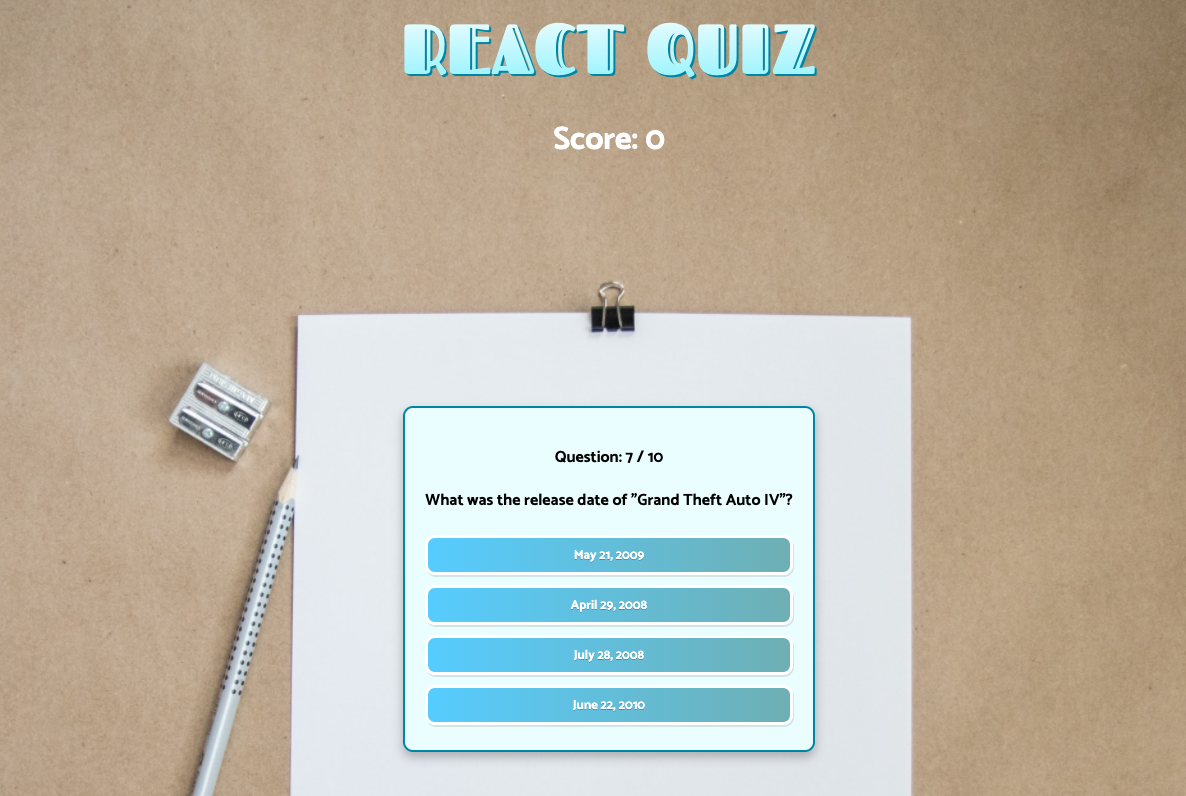 REACT QUIZ
Score: 0
Question: 7 / 10
What was the release date of "Grand Theft Auto IV"?
May 21, 2009
April 29, 2008
July 28, 2008
June 22, 2010